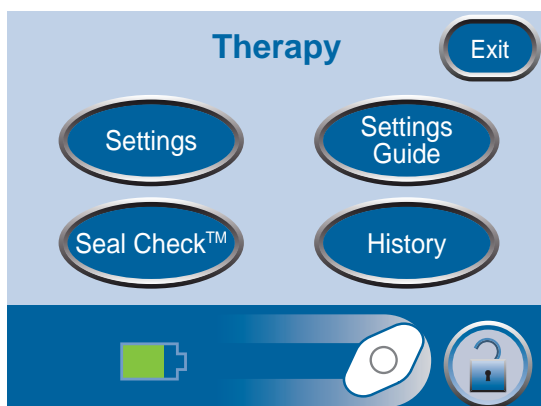 Therapy
Exit
Settings
Settings
Guide
Seal Check™
History